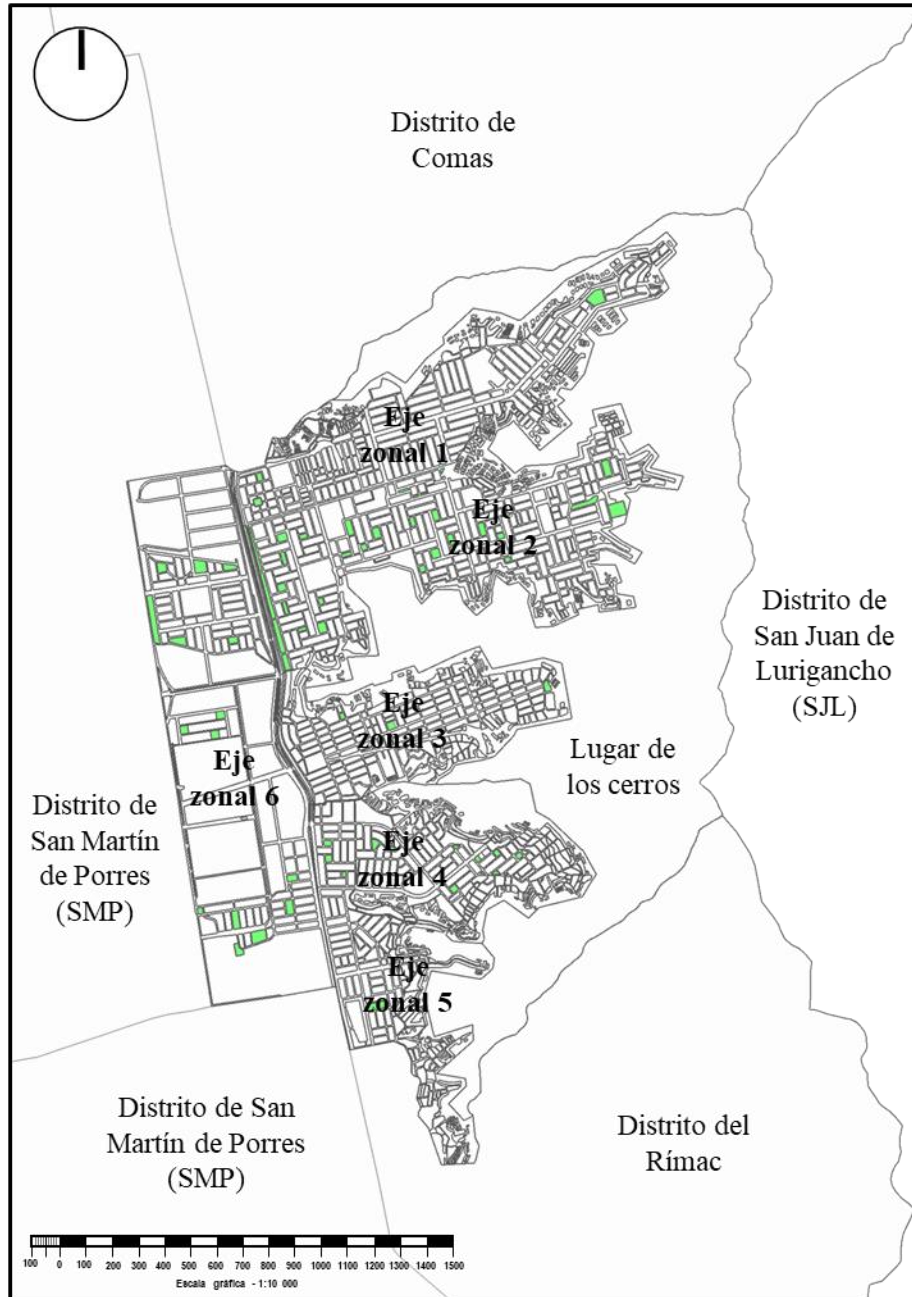 Distrito de
Comas
Eje
zonal 1
Eje
zonal 2
Distrito de
San Juan de
Lurigancho
(SJL)
Eje
zonal 3
Lugar de
los cerros
Eje
zonal 6
Distrito de
San Martín
de Porres
(SMP)
Eje
zonal 4
Eje
zonal 5
Distrito de San
Martín de Porres
(SMP)
Distrito del
Rímac
100 0 100 200 300 400 500 600 700 800 900 1000 1100 1200 1300 1400 1500
Escala gráfica - 1:10 000